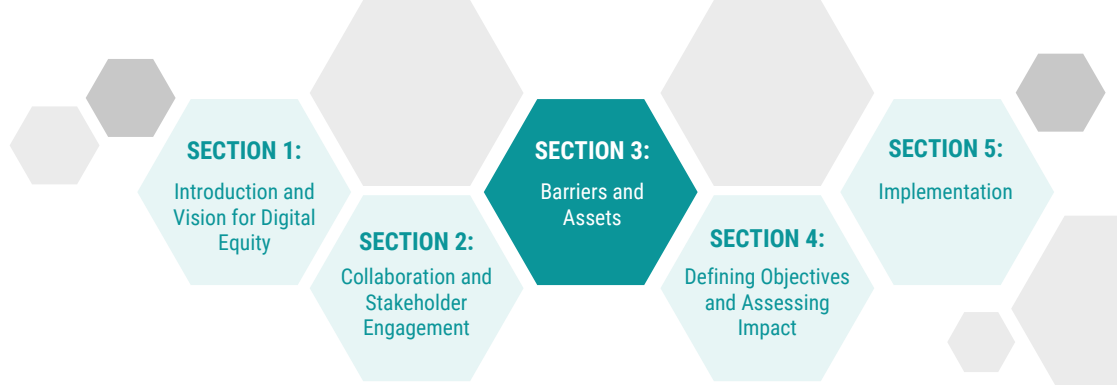 SECTION 1:
Introduction and
Vision for Digital
Equity
SECTION 2:
Collaboration and
Stakeholder
Engagement
SECTION 3:
Barriers and
Assets
SECTION 4:
Defining Objectives
and Assessing
Impact
SECTION 5:
Implementation